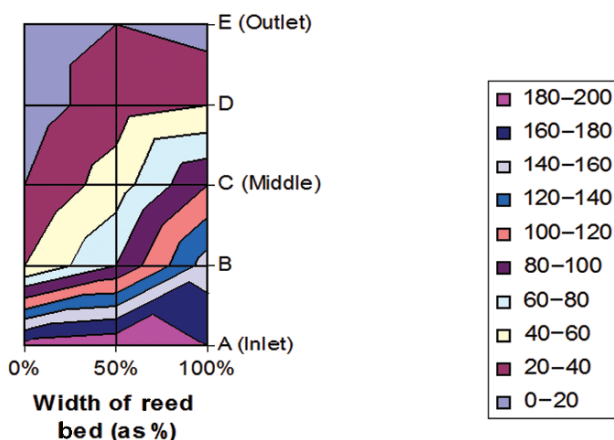 E (Outlet)
D
C (Middle)
B
A (Inlet)
0%
50%
100%
Width of reed
bed (as %)
180–200
160–180
140–160
120–140
100–120
80–100
60–80
40–60
20–40
0–20